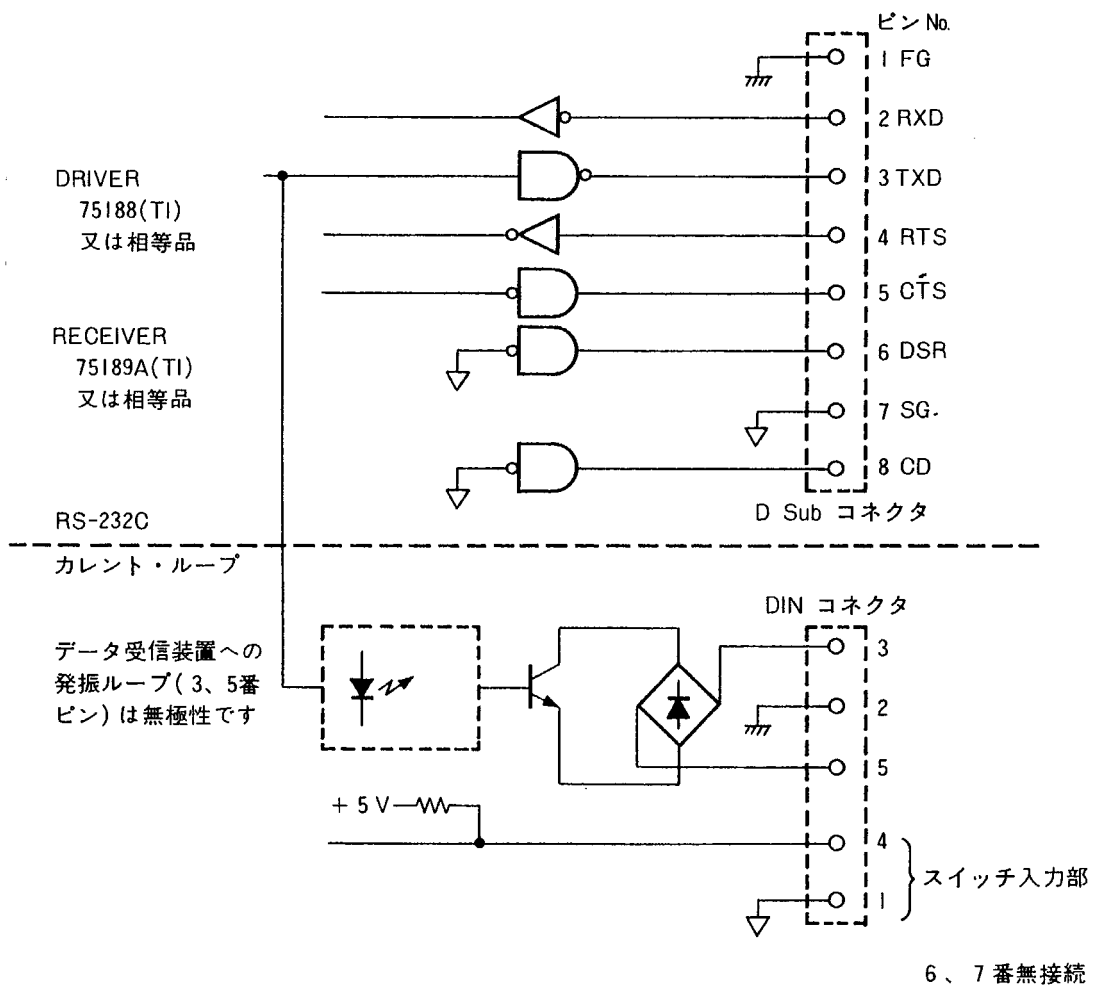 ピン No.
1 FG
2 RXD
3 TXD
4 RTS
5 CTS
6 DSR
7 SG
8 CD
D Sub コネクタ
DRIVER
75188(TI)
又は相等品
RECEIVER
75189A(TI)
又は相等品
RS-232C
カレント・ループ
データ受信装置への
発振ループ(3、5番
ピン)は無極性です
+5V
DIN コネクタ
3
2
5
4
1
スイッチ入力部
6、7番無接続